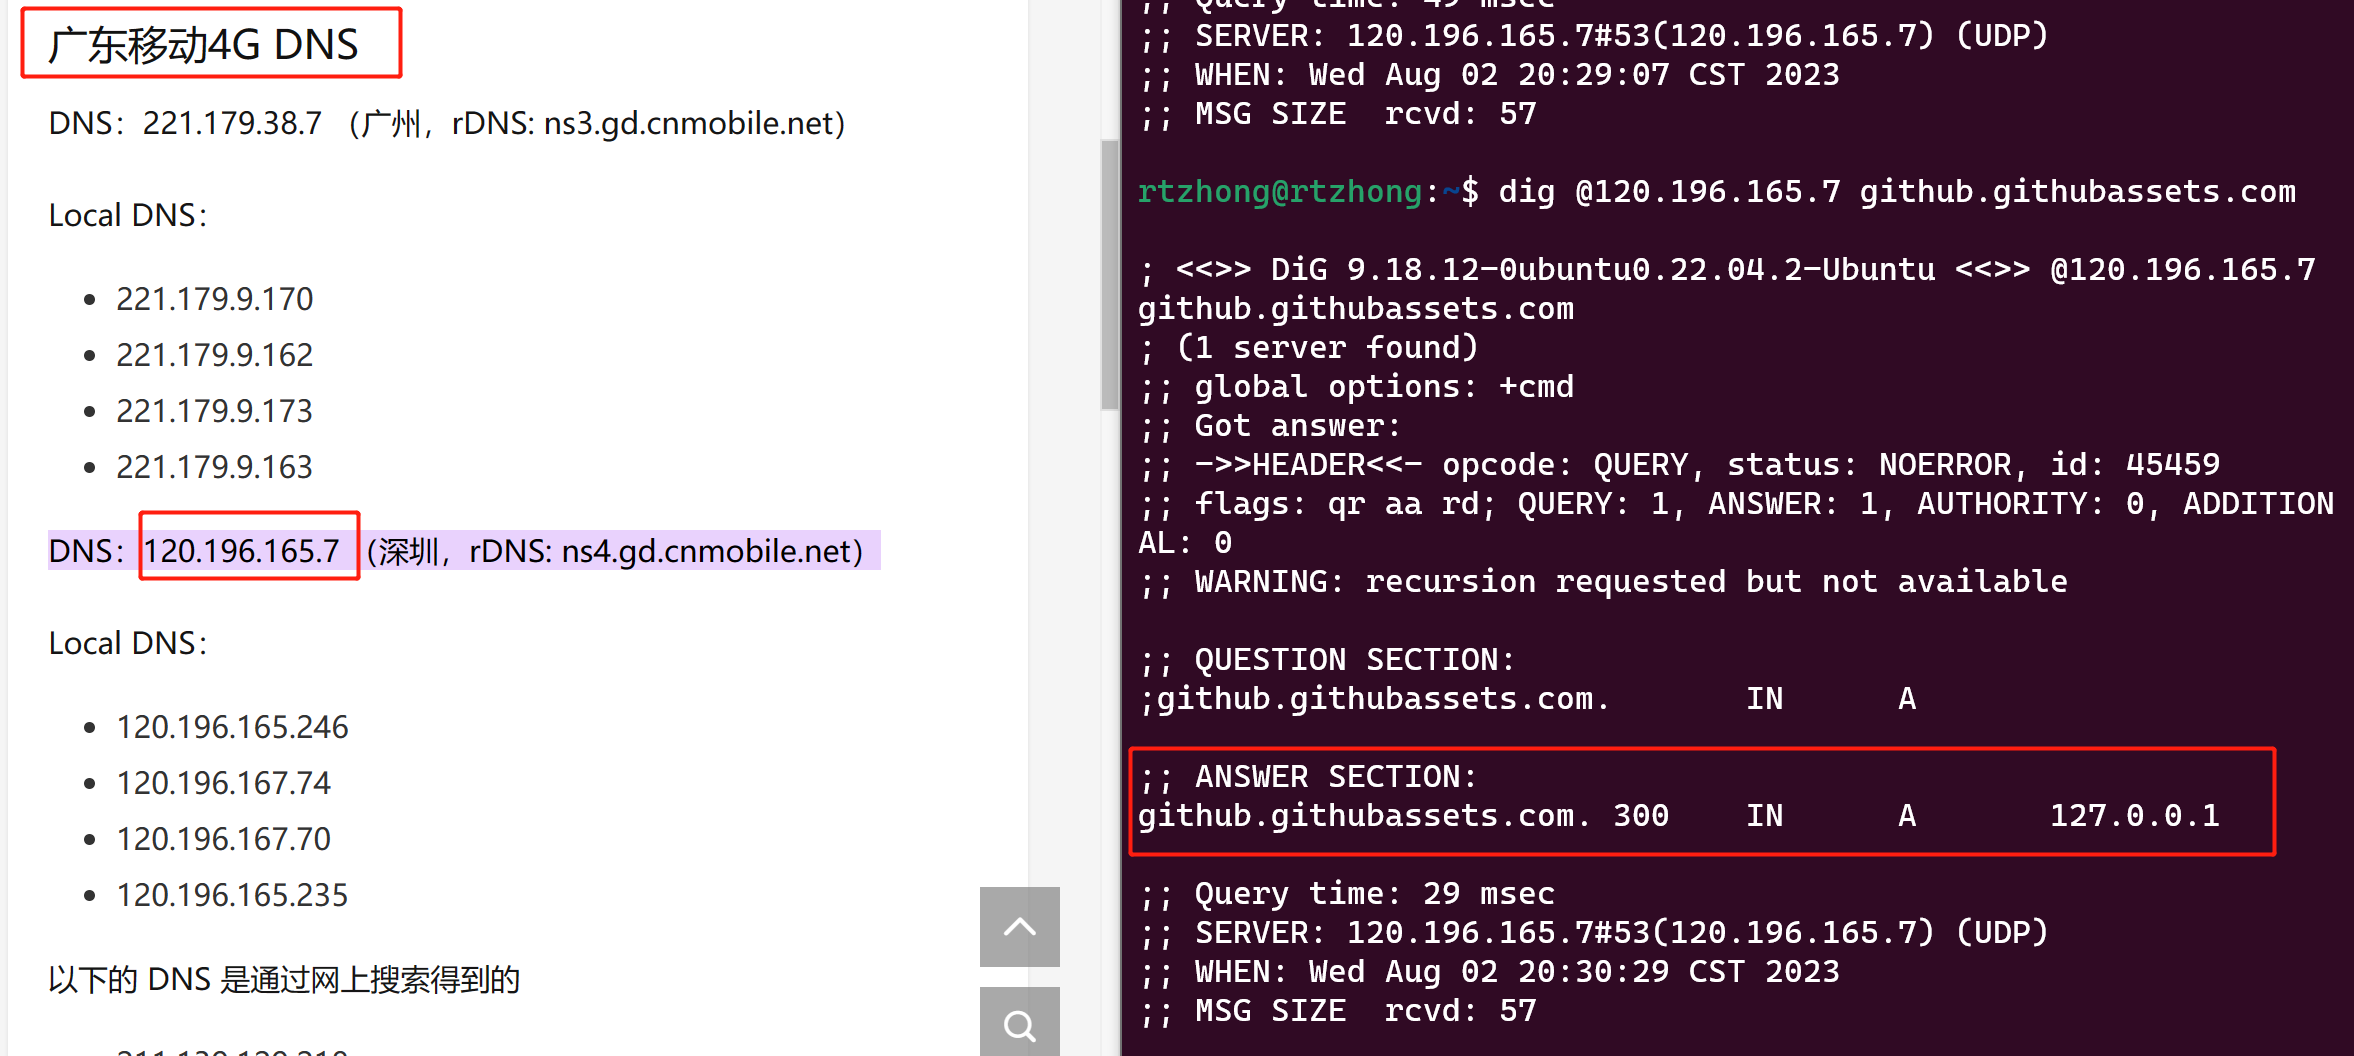 广东移动4G DNS
DNS：221.179.38.7 （广州，rDNS: ns3.gd.cnmobile.net）
Local DNS：
221.179.9.170
221.179.9.162
221.179.9.173
221.179.9.163
DNS：120.196.165.7 （深圳，rDNS: ns4.gd.cnmobile.net）
Local DNS：
120.196.165.246
120.196.167.74
120.196.167.70
120.196.165.235
以下的 DNS 是通过网上搜索得到的
;; Query time: 49 msec
;; SERVER: 120.196.165.7#53(120.196.165.7) (UDP)
;; WHEN: Wed Aug 02 20:29:07 CST 2023
;; MSG SIZE  rcvd: 57
rtzhong@rtzhong:~$ dig @120.196.165.7 github.githubassets.com
; <<>> DiG 9.18.12-0ubuntu0.22.04.2-Ubuntu <<>> @120.196.165.7
github.githubassets.com
; (1 server found)
;; global options: +cmd
;; Got answer:
;; ->>HEADER<<- opcode: QUERY, status: NOERROR, id: 45459
;; flags: qr aa rd; QUERY: 1, ANSWER: 1, AUTHORITY: 0, ADDITION
AL: 0
;; WARNING: recursion requested but not available
;; QUESTION SECTION:
;github.githubassets.com.       IN      A
;; ANSWER SECTION:
github.githubassets.com. 300    IN      A       127.0.0.1
;; Query time: 29 msec
;; SERVER: 120.196.165.7#53(120.196.165.7) (UDP)
;; WHEN: Wed Aug 02 20:30:29 CST 2023
;; MSG SIZE  rcvd: 57